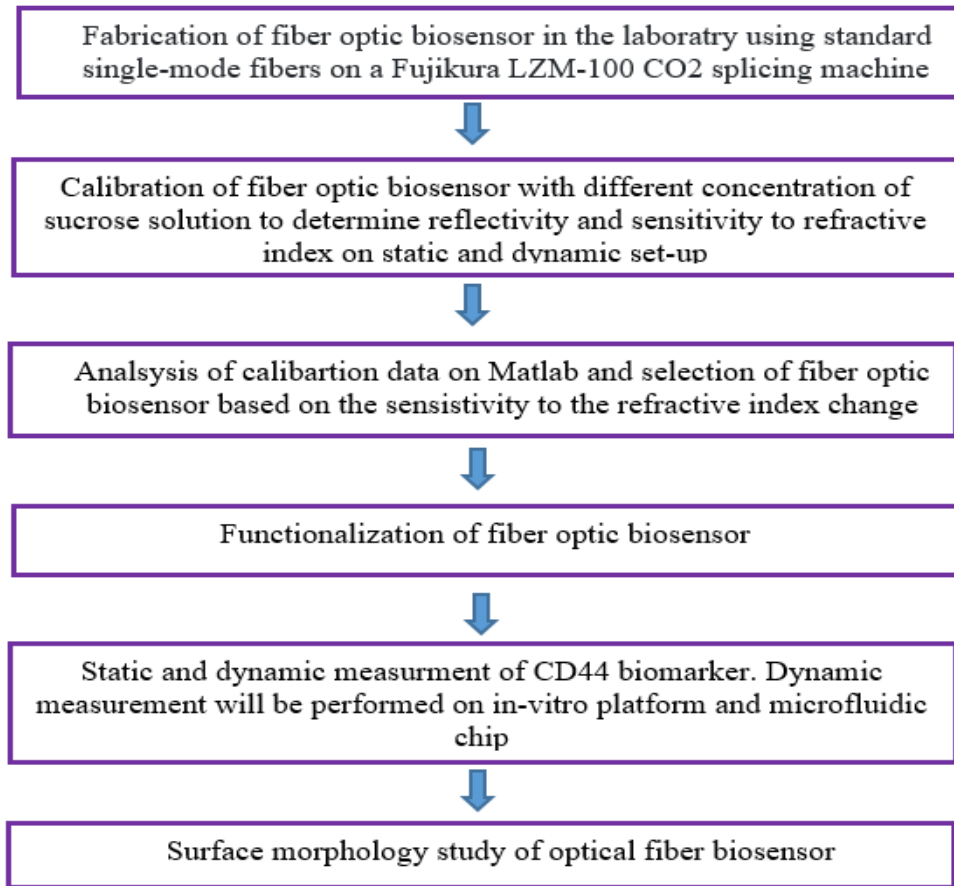 Fabrication of fiber optic biosensor in the laboratry using standard
single-mode fibers on a Fujikura LZM-100 CO2 splicing machine
Calibration of fiber optic biosensor with different concentration of
sucrose solution to determine reflectivity and sensitivity to refractive
index on static and dynamic set-up
Analsysis of calibartion data on Matlab and selection of fiber optic
biosensor based on the sensistivity to the refractive index change
Functionalization of fiber optic biosensor
Static and dynamic measurment of CD44 biomarker. Dynamic
measurement will be performed on in-vitro platform and microfluidic
chip
Surface morphology study of optical fiber biosensor